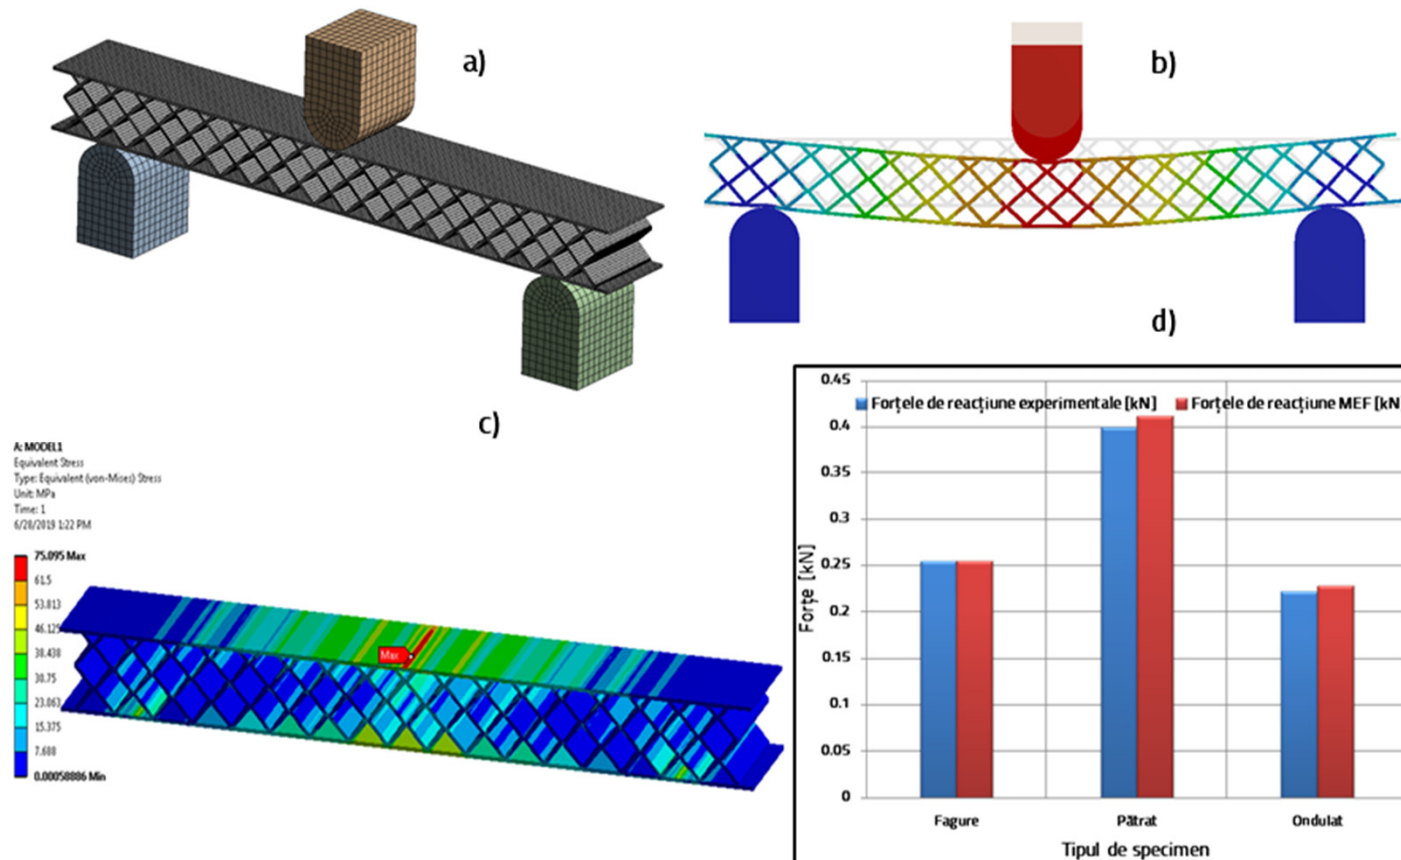 a)
b)
c)
A: MODEL1
Equivalent Stress
Type: Equivalent (von-Mises) Stress
Unit: MPa
Time: 1
6/28/2019 1:22 PM
75.095 Max
61.5
53.813
46.125
38.438
30.75
23.063
15.375
7.688
0.00058886 Min
Max
d)
Forțele de reacțiune experimentale [kN]
Forțele de reacțiune MEF [kN
0.45
0.4
0.35
0.3
0.25
0.2
0.15
0.1
0.05
0
Forțe [kN]
Fagure
Pătrat
Ondulat
Tipul de specimen